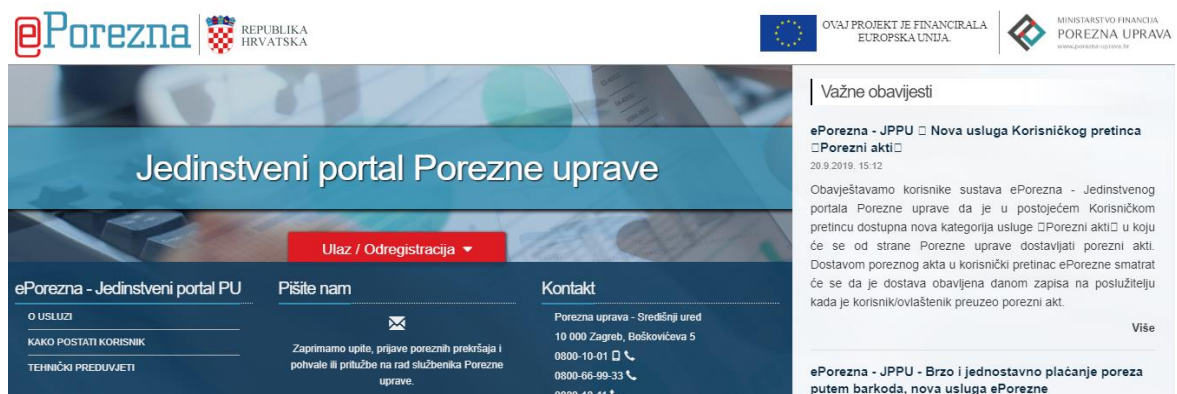 ePorezna
REPUBLIKA
HRVATSKA
OVAJ PROJEKT JE FINANCIRALA
EUROPSKA UNIJA.
MINISTARSTVO FINANCIJA
POREZNA UPRAVA
www.porezna-uprava.hr
Jedinstveni portal Porezne uprave
Ulaz / Odregistracija
ePorezna - Jedinstveni portal PU
O USLUZI
KAKO POSTATI KORISNIK
TEHNIČKI PREDUVJETI
Pišite nam
Zaprimamo upite, prijave poreznih prekršaja i
pohvale ili pritužbe na rad službenika Porezne
uprave.
Kontakt
Porezna uprava - Središnji ured
10 000 Zagreb, Boškovićeva 5
0800-10-01
0800-66-99-33
Važne obavijesti
ePorezna - JPPU □ Nova usluga Korisničkog pretinca
□Porezni akti□
20.9.2019. 15:12
Obavještavamo korisnike sustava ePorezna - Jedinstvenog
portala Porezne uprave da je u postojećem Korisničkom
pretincu dostupna nova kategorija usluge □Porezni akti□ u koju
će se od strane Porezne uprave dostavljati porezni akti.
Dostavom poreznog akta u korisnički pretinac ePorezne smatrat
će se da je dostava obavljena danom zapisa na poslužitelju
kada je korisnik/ovlaštenik preuzeo porezni akt.
Više
ePorezna - JPPU - Brzo i jednostavno plaćanje poreza
putem barkoda, nova usluga ePorezne